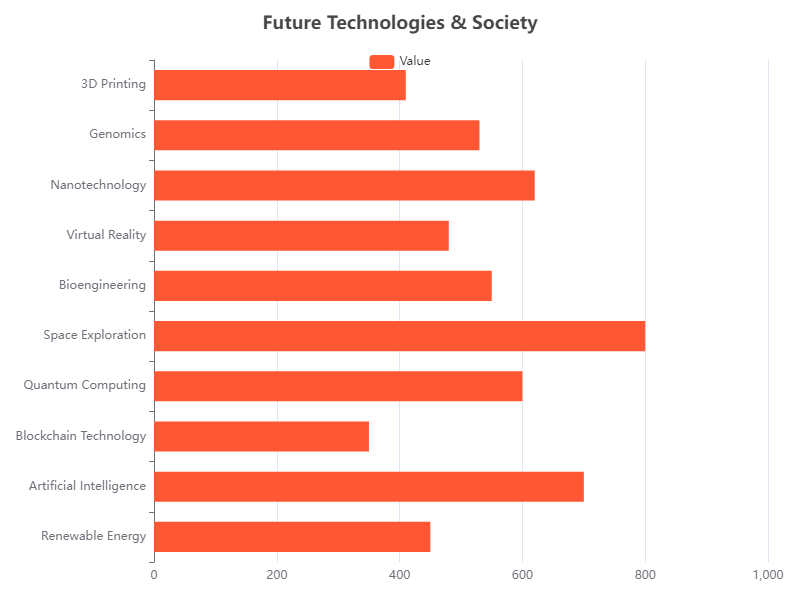 Future Technologies & Society
Value
3D Printing
Genomics
Nanotechnology
Virtual Reality
Bioengineering
Space Exploration
Quantum Computing
Blockchain Technology
Artificial Intelligence
Renewable Energy
0 200 400 600 800 1,000